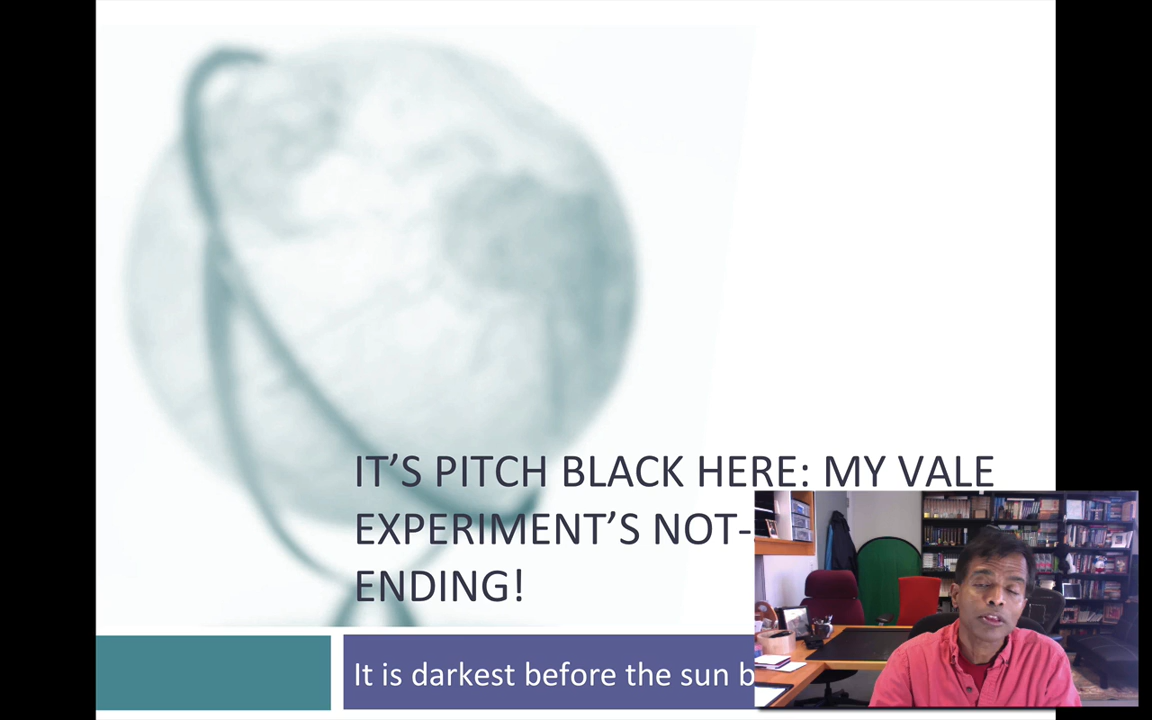 IT’S PITCH BLACK HERE: MY VALE
EXPERIMENT’S NOT-
ENDING!
It is darkest before the sun